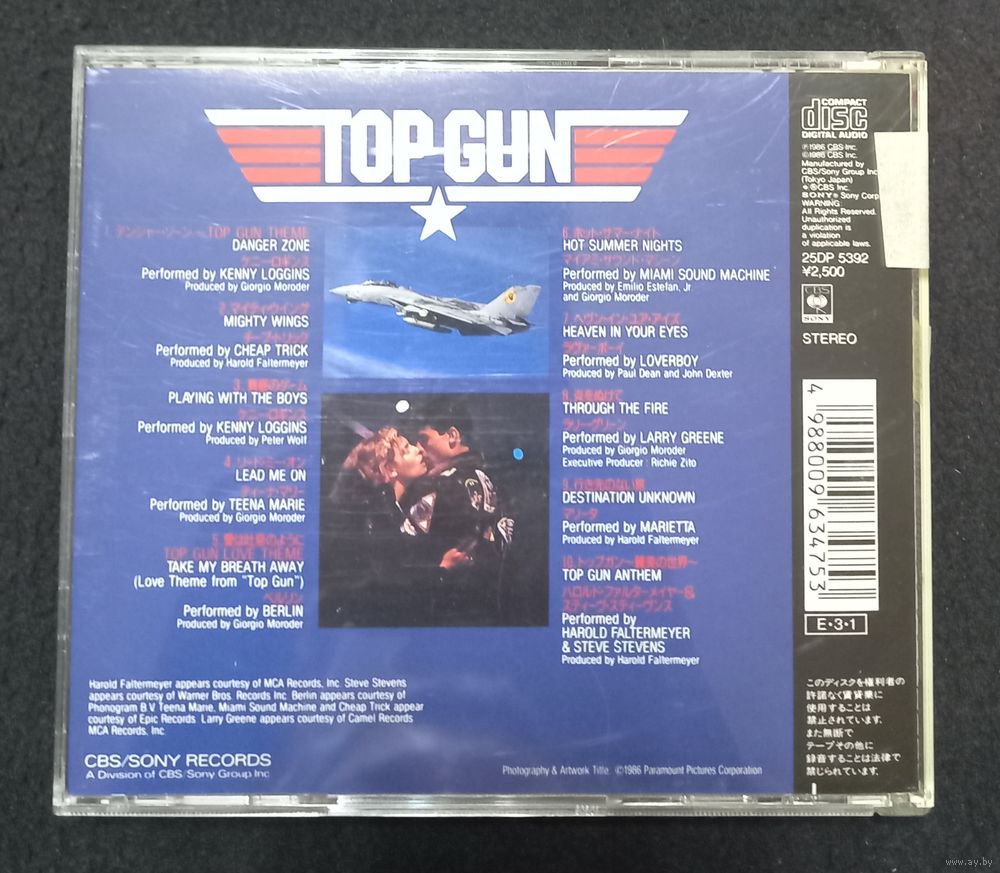 TOP GUN
1. デンジャー・ゾーン〜TOP GUN THEME
DANGER ZONE
ケニー・ロギンス
Performed by KENNY LOGGINS
Produced by Giorgio Moroder
2. マイティ・ウイング
MIGHTY WINGS
チープ・トリック
Performed by CHEAP TRICK
Produced by Harold Faltermeyer
3. 真昼のゲーム
PLAYING WITH THE BOYS
ケニー・ロギンス
Performed by KENNY LOGGINS
Produced by Peter Wolf
4. リード・ミー・オン
LEAD ME ON
ティーナ・マリー
Performed by TEENA MARIE
Produced by Giorgio Moroder
5. 愛は吐息のように
TOP GUN LOVE THEME
TAKE MY BREATH AWAY
(Love Theme from "Top Gun")
ベルリン
Performed by BERLIN
Produced by Giorgio Moroder
6. ホット・サマー・ナイト
HOT SUMMER NIGHTS
マイアミ・サウンド・マシーン
Performed by MIAMI SOUND MACHINE
Produced by Emilio Estefan, Jr.
and Giorgio Moroder
7. ヘヴン・イン・ユア・アイズ
HEAVEN IN YOUR EYES
ラヴァーボーイ
Performed by LOVERBOY
Produced by Paul Dean and John Dexter
8. 炎をぬけて
THROUGH THE FIRE
ラリー・グリーン
Performed by LARRY GREENE
Produced by Giorgio Moroder
Executive Producer : Richie Zito
9. 行き先のない旅
DESTINATION UNKNOWN
マリータ
Performed by MARIETTA
Produced by Harold Faltermeyer
10. トップガン〜賛美の世界〜
TOP GUN ANTHEM
ハロルド・ファルターメイヤー&
スティーヴ・スティーヴンス
Performed by
HAROLD FALTERMEYER
& STEVE STEVENS
Produced by Harold Faltermeyer
Harold Faltermeyer appears courtesy of MCA Records, Inc. Steve Stevens
appears courtesy of Warner Bros. Records Inc. Berlin appears courtesy of
Phonogram B.V. Teena Marie, Miami Sound Machine and Cheap Trick appear
courtesy of Epic Records. Larry Greene appears courtesy of Camel Records
MCA Records, Inc.
CBS/SONY RECORDS
A Division of CBS/Sony Group Inc.
Photography & Artwork Title: ©1986 Paramount Pictures Corporation
COMPACT
disc
DIGITAL AUDIO
℗1986 CBS Inc.
©1986 CBS Inc.
Manufactured by
CBS/Sony Group Inc
(Tokyo Japan)
®CBS Inc.
SONY® Sony Corp
WARNING:
All Rights Reserved.
Unauthorized
duplication is
a violation
of applicable laws.
25DP 5392
¥2,500
CBS
SONY
STEREO
4 988009 634753
E・3・1
このディスクを権利者の
許諾なく賃貸業に
使用することは
禁止されています。
また無断で
テープその他に
録音することは法律で
禁じられています。
www.ay.by